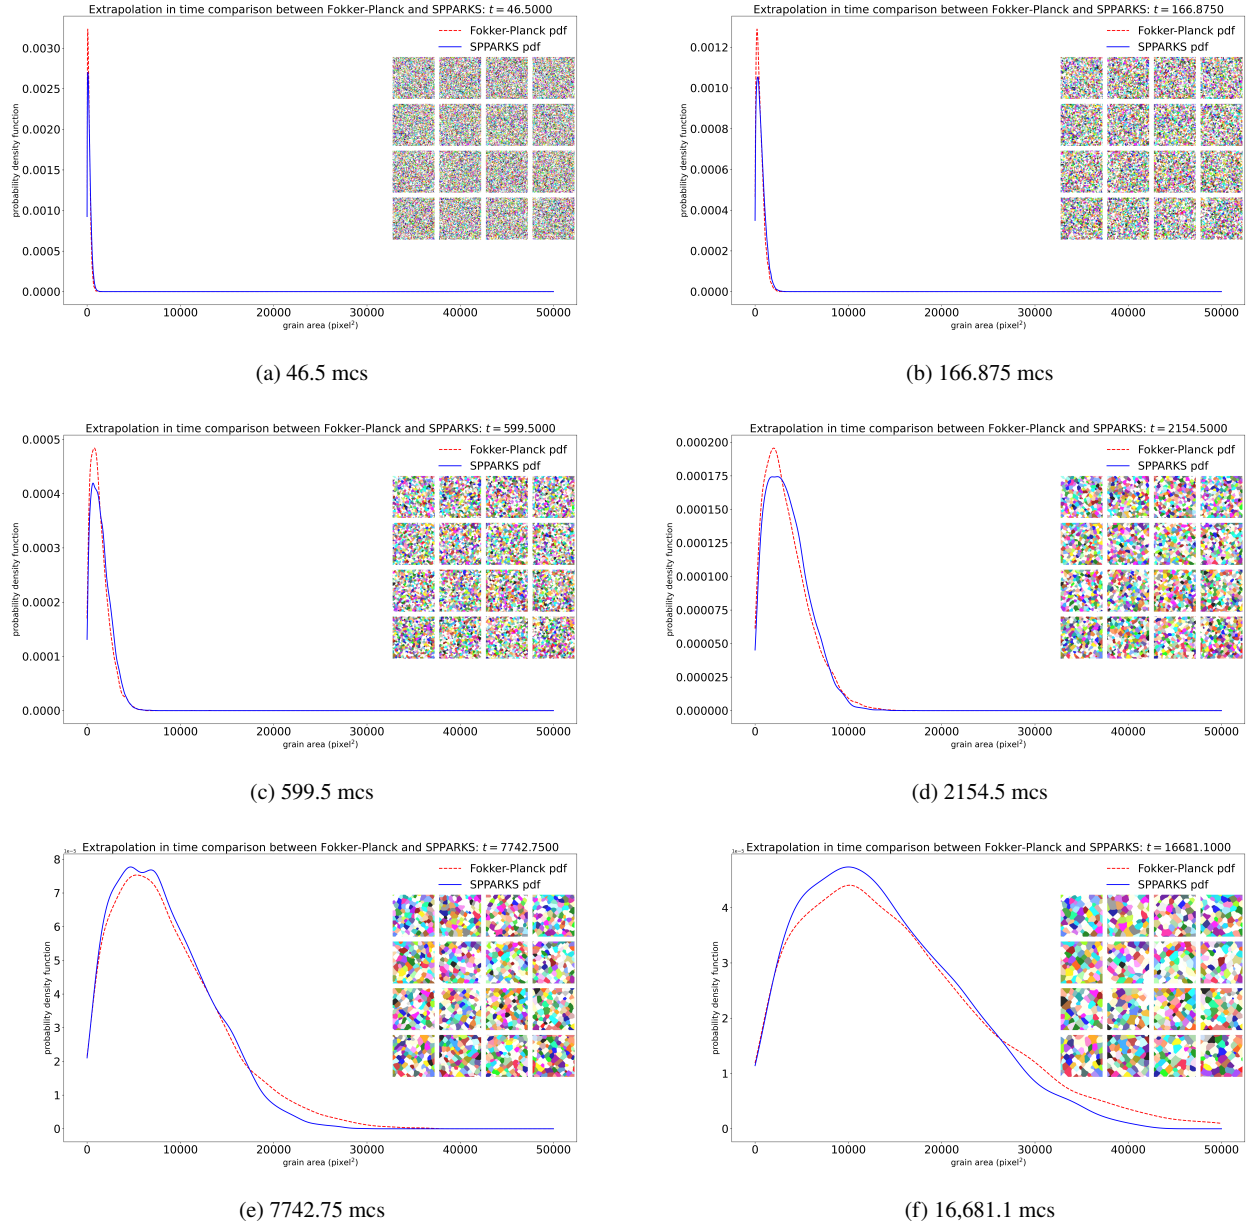 Extrapolation in time comparison between Fokker-Planck and SPPARKS: t = 46.5000
Fokker-Planck pdf
SPPARKS pdf
probability density function
0.0030
0.0025
0.0020
0.0015
0.0010
0.0005
0.0000
0 10000 20000 30000 40000 50000
grain area (pixel²)
(a) 46.5 mcs
Extrapolation in time comparison between Fokker-Planck and SPPARKS: t = 166.8750
Fokker-Planck pdf
SPPARKS pdf
probability density function
0.0012
0.0010
0.0008
0.0006
0.0004
0.0002
0.0000
0 10000 20000 30000 40000 50000
grain area (pixel²)
(b) 166.875 mcs
Extrapolation in time comparison between Fokker-Planck and SPPARKS: t = 599.5000
Fokker-Planck pdf
SPPARKS pdf
probability density function
0.0005
0.0004
0.0003
0.0002
0.0001
0.0000
0 10000 20000 30000 40000 50000
grain area (pixel²)
(c) 599.5 mcs
Extrapolation in time comparison between Fokker-Planck and SPPARKS: t = 2154.5000
Fokker-Planck pdf
SPPARKS pdf
probability density function
0.000200
0.000175
0.000150
0.000125
0.000100
0.000075
0.000050
0.000025
0.000000
0 10000 20000 30000 40000 50000
grain area (pixel²)
(d) 2154.5 mcs
Extrapolation in time comparison between Fokker-Planck and SPPARKS: t = 7742.7500
1e−5
Fokker-Planck pdf
SPPARKS pdf
probability density function
8
7
6
5
4
3
2
1
0
0 10000 20000 30000 40000 50000
grain area (pixel²)
(e) 7742.75 mcs
Extrapolation in time comparison between Fokker-Planck and SPPARKS: t = 16681.1000
1e−5
Fokker-Planck pdf
SPPARKS pdf
probability density function
4
3
2
1
0
0 10000 20000 30000 40000 50000
grain area (pixel²)
(f) 16,681.1 mcs